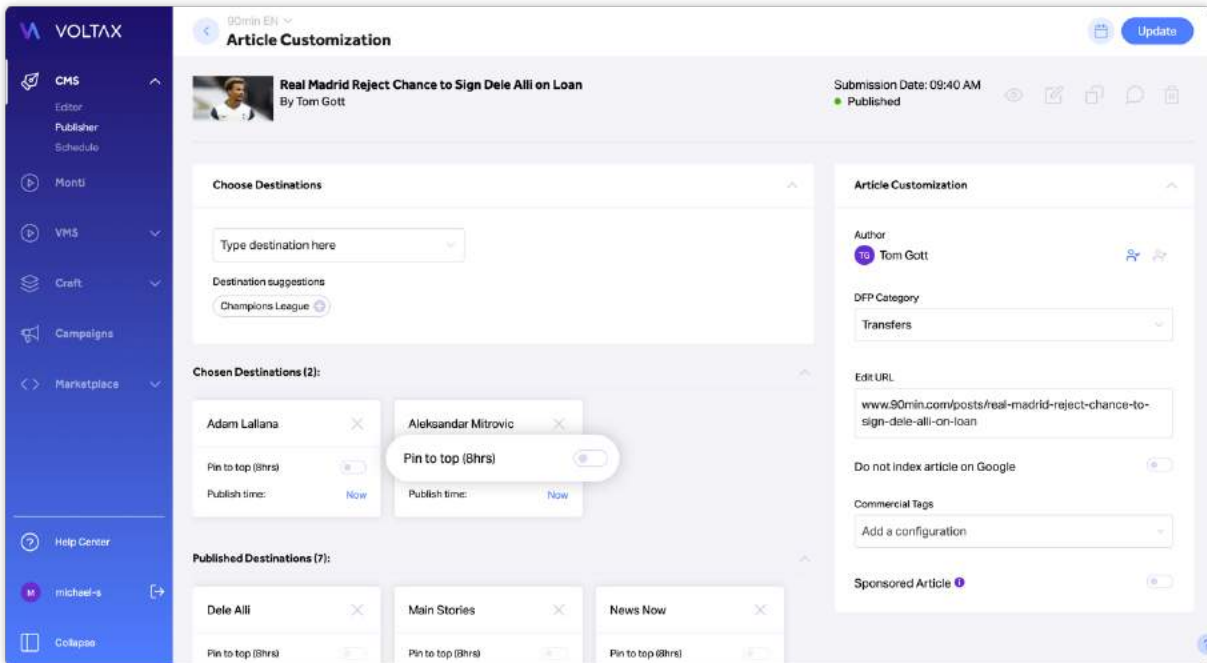 VOLTAX
CMS
Editor
Publisher
Schedule
Monti
VMS
Craft
Campaigns
Marketplace
Help Center
M michael-s
Collapse
90min EN
Article Customization
Update
Real Madrid Reject Chance to Sign Dele Alli on Loan
By Tom Gott
Submission Date: 09:40 AM
Published
Choose Destinations
Type destination here
Destination suggestions
Champions League
Chosen Destinations (2):
Adam Lallana
Pin to top (8hrs)
Publish time: Now
Aleksandar Mitrovic
Pin to top (8hrs)
Publish time: Now
Published Destinations (7):
Dele Alli
Pin to top (8hrs)
Main Stories
Pin to top (8hrs)
News Now
Pin to top (8hrs)
Article Customization
Author
TG Tom Gott
DFP Category
Transfers
Edit URL
www.90min.com/posts/real-madrid-reject-chance-to-
sign-dele-alli-on-loan
Do not index article on Google
Commercial Tags
Add a configuration
Sponsored Article